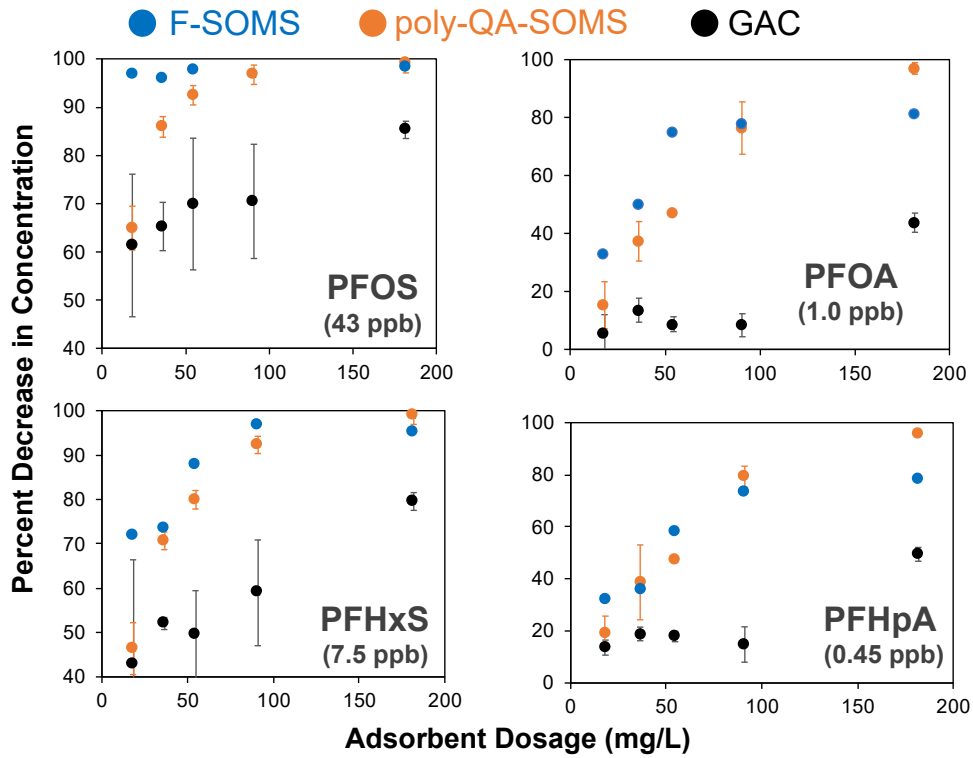 F-SOMS poly-QA-SOMS GAC
Percent Decrease in Concentration
100
90
80
70
60
50
40
0 50 100 150 200
PFOS
(43 ppb)
100
80
60
40
20
0
0 50 100 150 200
PFOA
(1.0 ppb)
100
90
80
70
60
50
40
0 50 100 150 200
PFHxS
(7.5 ppb)
100
80
60
40
20
0
0 50 100 150 200
PFHpA
(0.45 ppb)
Adsorbent Dosage (mg/L)